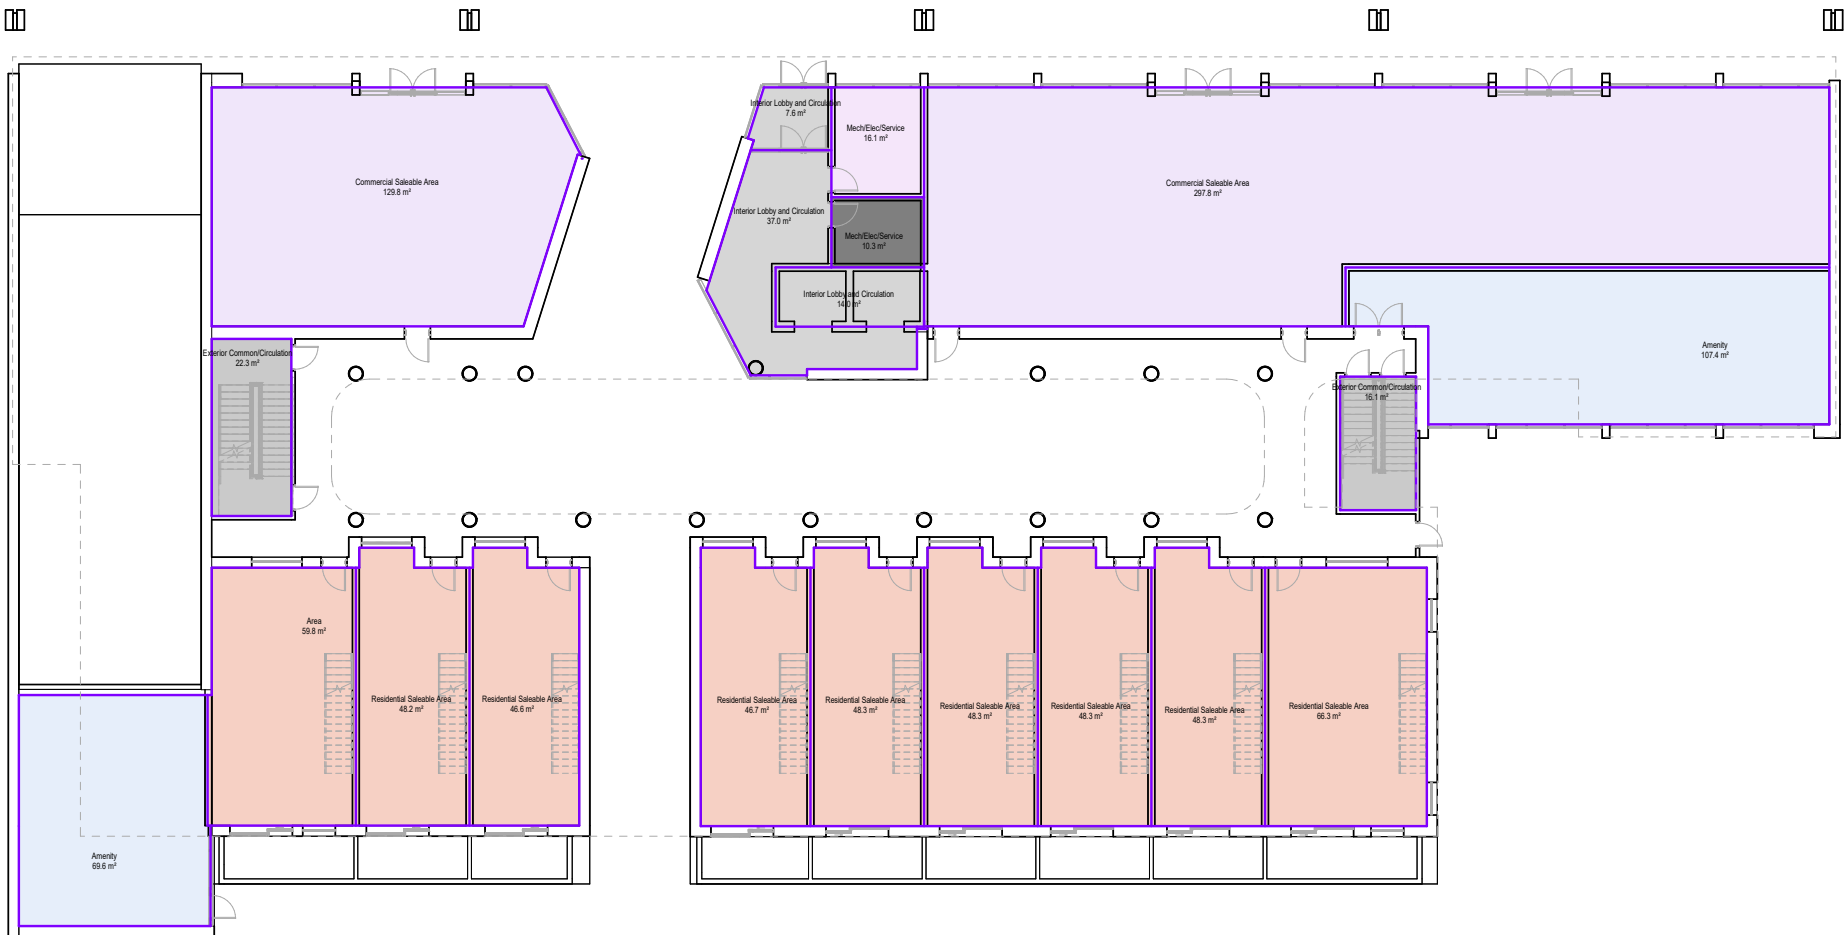 Interior Lobby and Circulation
7.6 m²
Mech/Elec/Service
16.1 m²
Commercial Saleable Area
129.8 m²
Commercial Saleable Area
297.8 m²
Interior Lobby and Circulation
37.0 m²
Mech/Elec/Service
10.3 m²
Interior Lobby and Circulation
14.0 m²
Exterior Common/Circulation
22.3 m²
Amenity
107.4 m²
Exterior Common/Circulation
16.1 m²
Area
59.8 m²
Residential Saleable Area
48.2 m²
Residential Saleable Area
46.6 m²
Residential Saleable Area
46.7 m²
Residential Saleable Area
48.3 m²
Residential Saleable Area
48.3 m²
Residential Saleable Area
48.3 m²
Residential Saleable Area
48.3 m²
Residential Saleable Area
66.3 m²
Amenity
69.6 m²